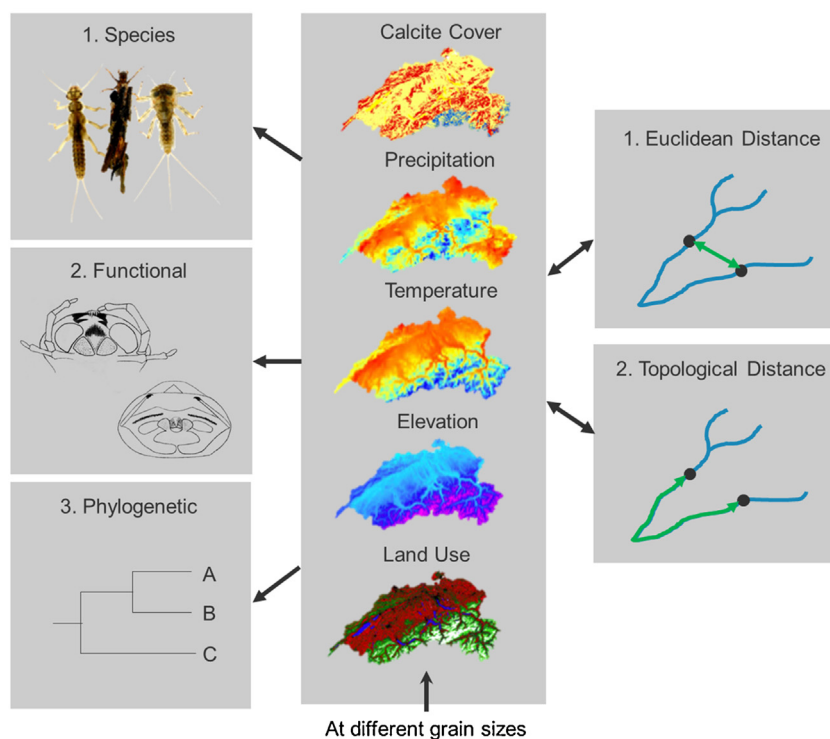 1. Species
2. Functional
3. Phylogenetic
A
B
C
Calcite Cover
Precipitation
Temperature
Elevation
Land Use
At different grain sizes
1. Euclidean Distance
2. Topological Distance